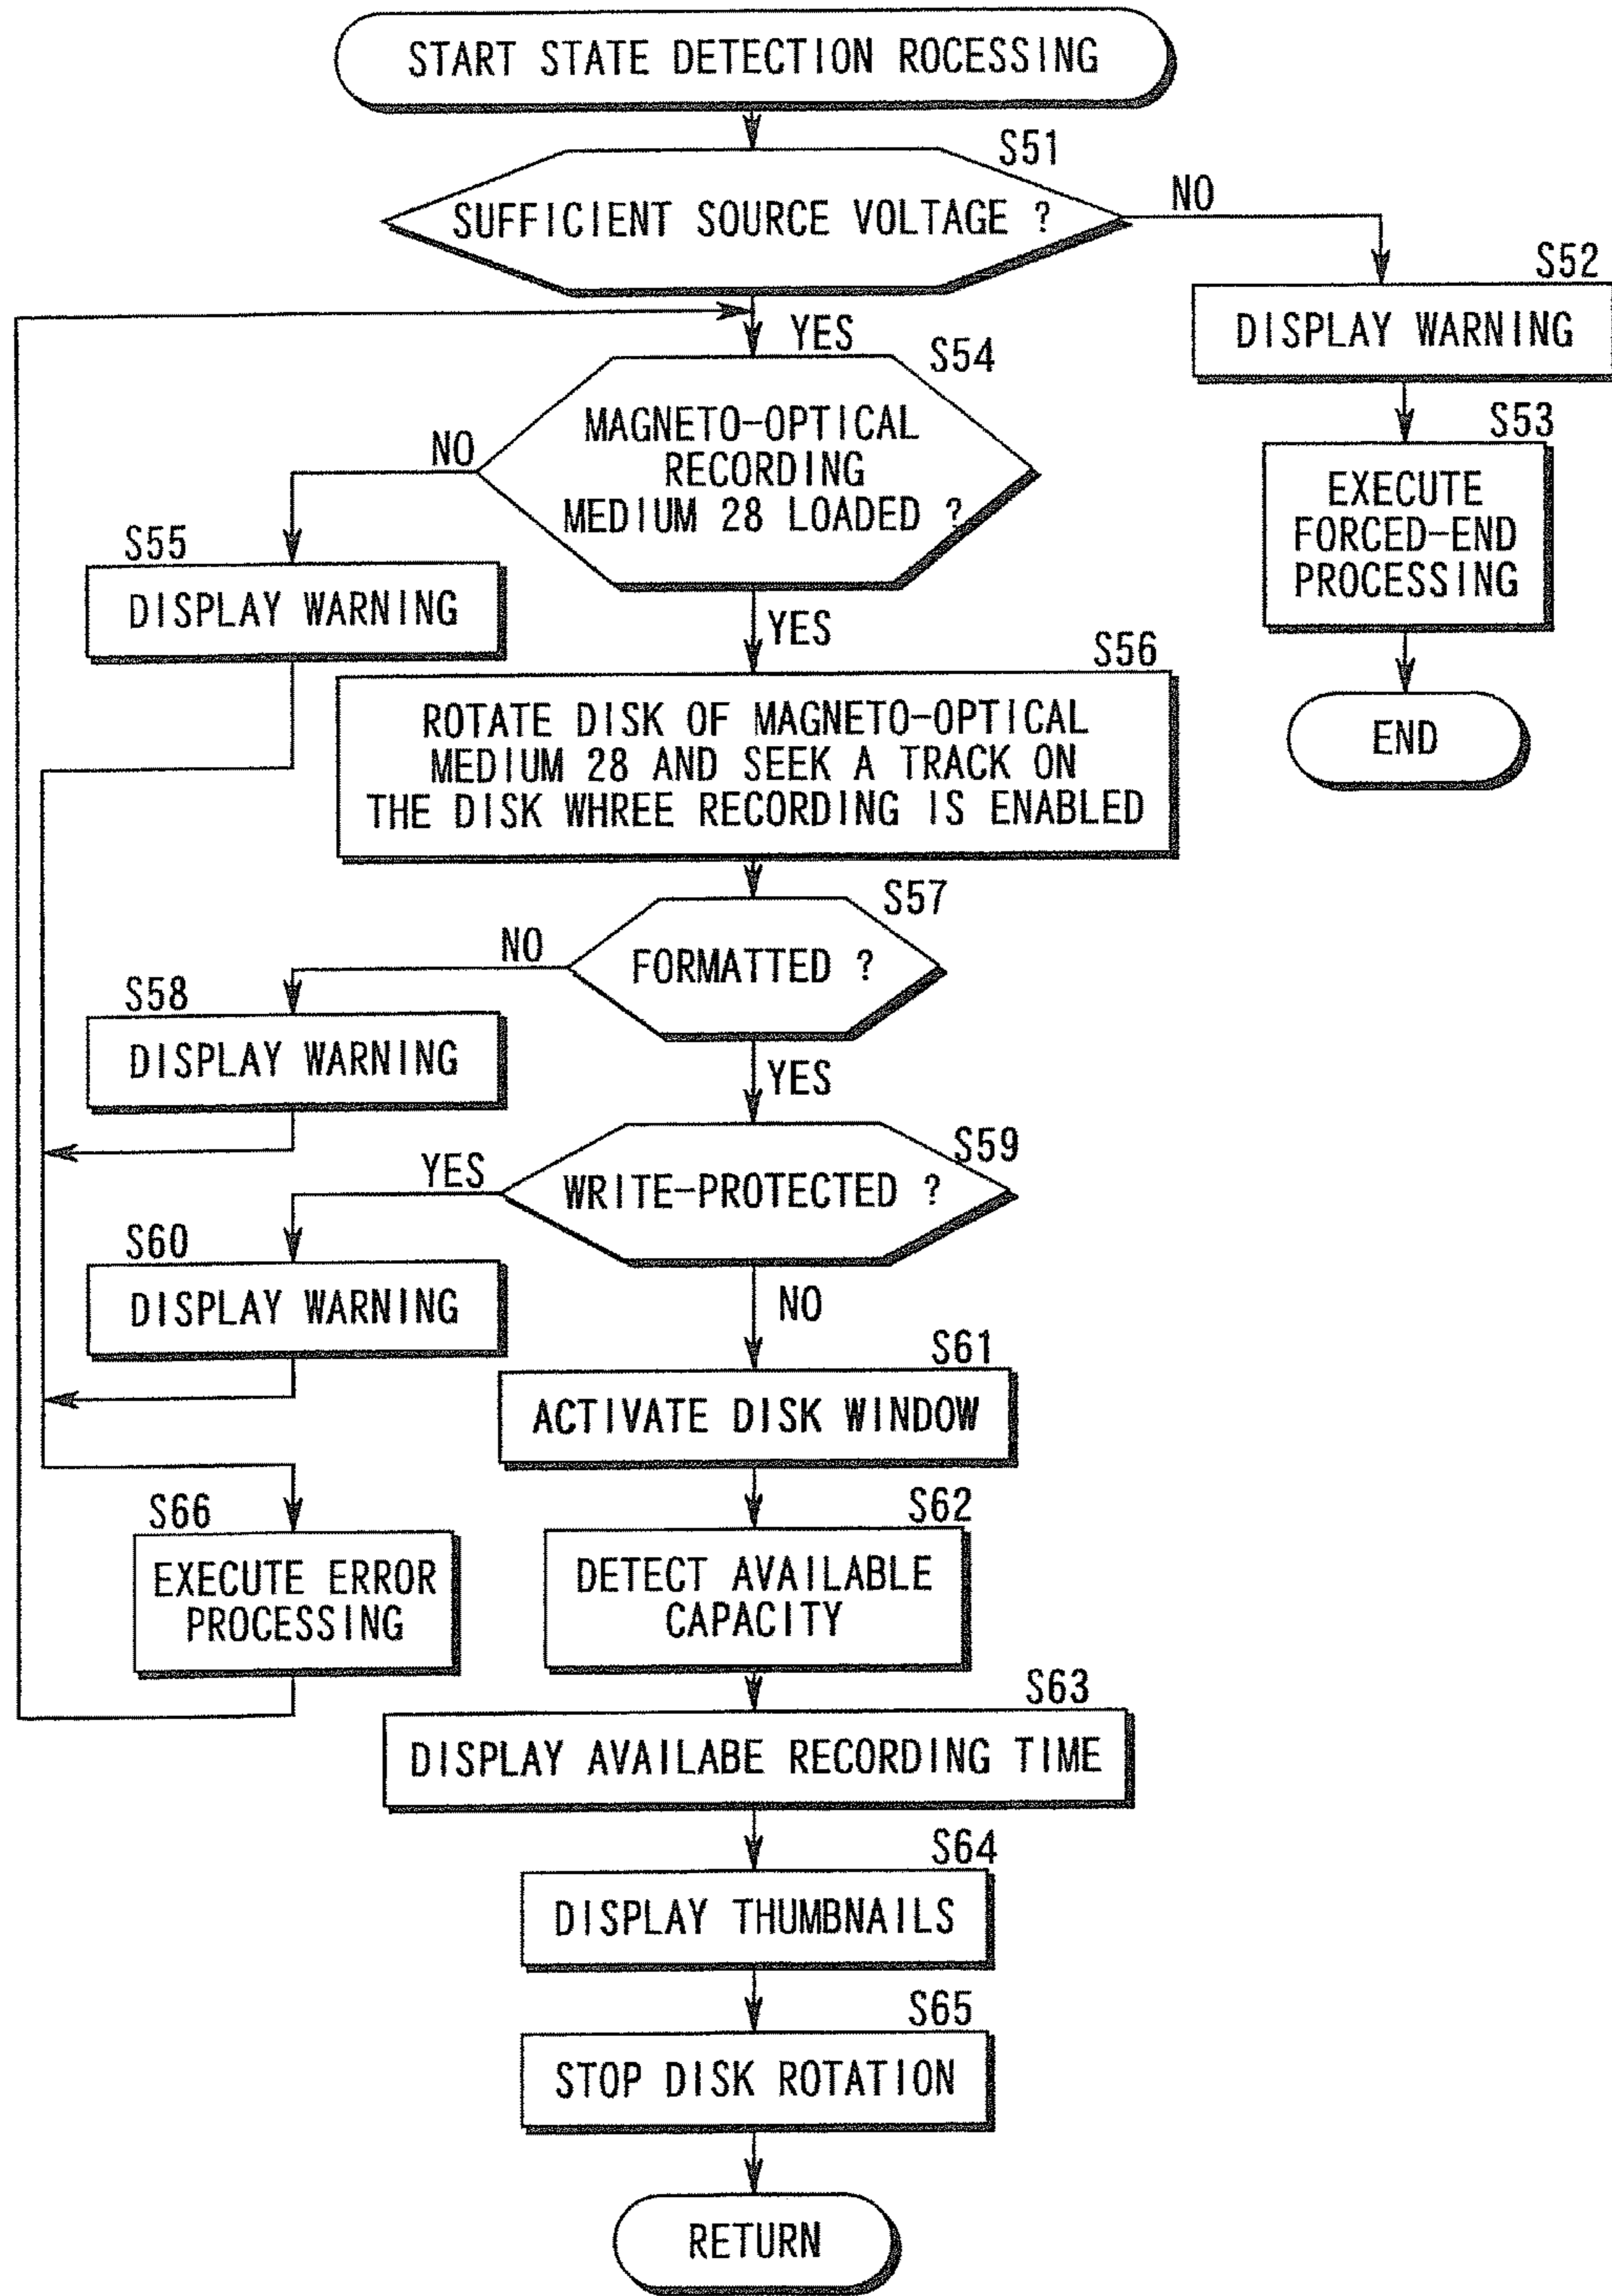 START STATE DETECTION ROCESSING
S51
SUFFICIENT SOURCE VOLTAGE ?
NO
S52
DISPLAY WARNING
YES
S54
MAGNETO-OPTICAL
RECORDING
MEDIUM 28 LOADED ?
NO
S53
EXECUTE
FORCED-END
PROCESSING
END
S55
DISPLAY WARNING
YES
S56
ROTATE DISK OF MAGNETO-OPTICAL
MEDIUM 28 AND SEEK A TRACK ON
THE DISK WHREE RECORDING IS ENABLED
S57
FORMATTED ?
NO
S58
DISPLAY WARNING
YES
S59
WRITE-PROTECTED ?
YES
S60
DISPLAY WARNING
NO
S61
ACTIVATE DISK WINDOW
S66
EXECUTE ERROR
PROCESSING
S62
DETECT AVAILABLE
CAPACITY
S63
DISPLAY AVAILABE RECORDING TIME
S64
DISPLAY THUMBNAILS
S65
STOP DISK ROTATION
RETURN